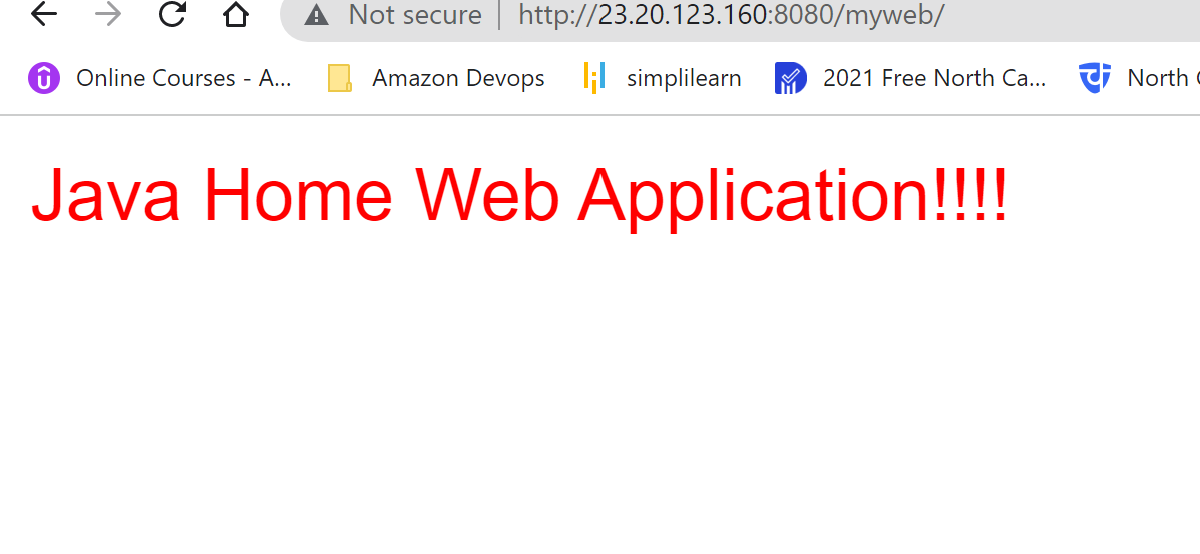 Not secure http://23.20.123.160:8080/myweb/
Online Courses - A... Amazon Devops simplilearn 2021 Free North Ca... North
Java Home Web Application!!!!